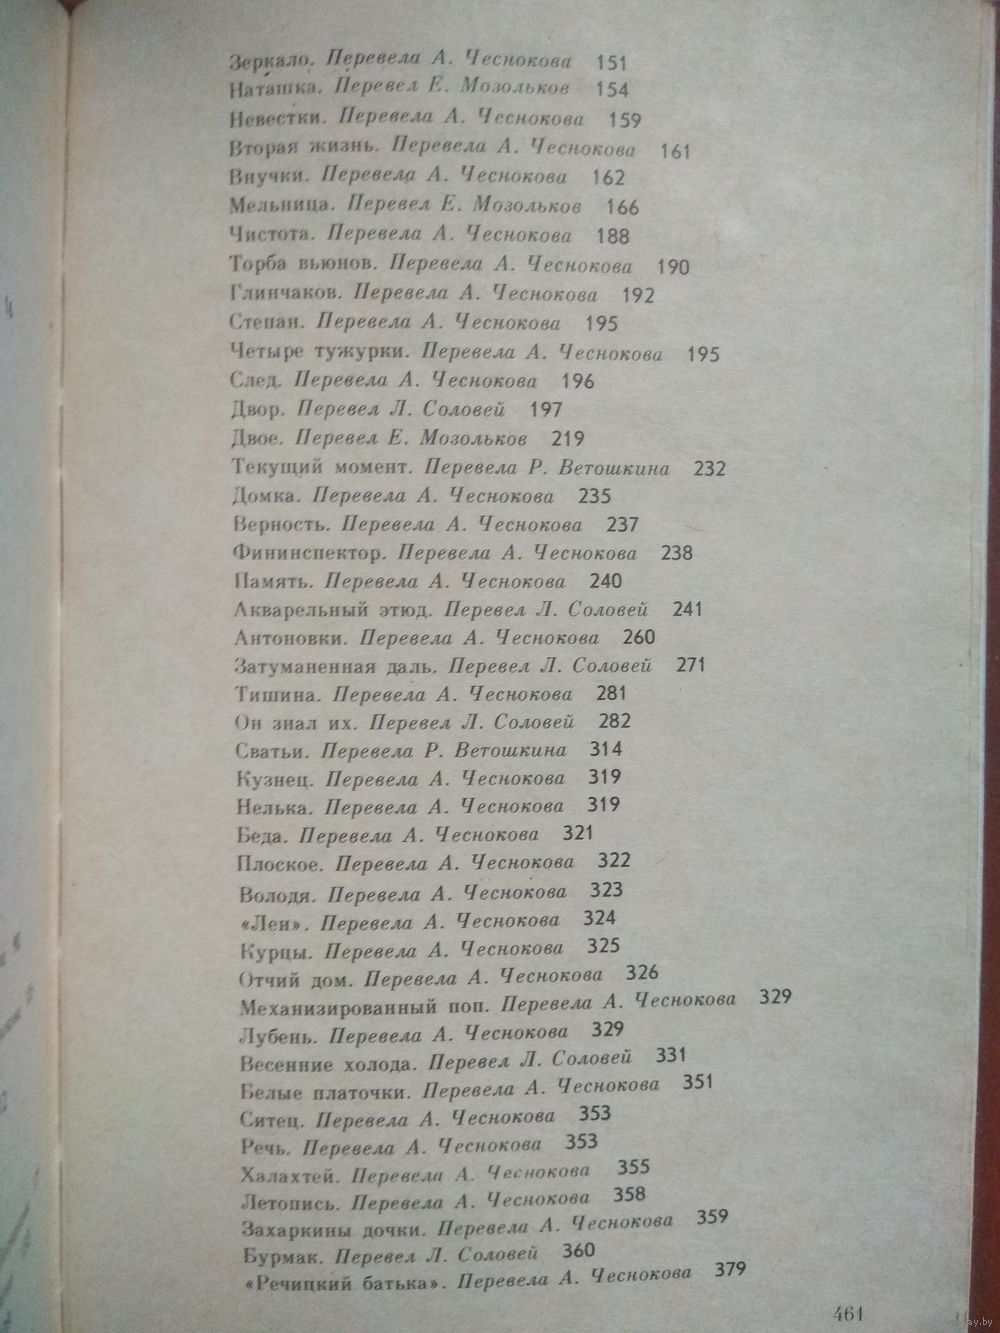 Зеркало. Перевела А. Чеснокова 151
Наташка. Перевел Е. Мозольков 154
Невестки. Перевела А. Чеснокова 159
Вторая жизнь. Перевела А. Чеснокова 161
Внучки. Перевела А. Чеснокова 162
Мельница. Перевел Е. Мозольков 166
Чистота. Перевела А. Чеснокова 188
Торба вьюнов. Перевела А. Чеснокова 190
Глинчаков. Перевела А. Чеснокова 192
Степан. Перевела А. Чеснокова 195
Четыре тужурки. Перевела А. Чеснокова 195
След. Перевела А. Чеснокова 196
Двор. Перевел Л. Соловей 197
Двое. Перевел Е. Мозольков 219
Текущий момент. Перевела Р. Ветошкина 232
Домка. Перевела А. Чеснокова 235
Верность. Перевела А. Чеснокова 237
Фининспектор. Перевела А. Чеснокова 238
Память. Перевела А. Чеснокова 240
Акварельный этюд. Перевел Л. Соловей 241
Антоновки. Перевела А. Чеснокова 260
Затуманенная даль. Перевел Л. Соловей 271
Тишина. Перевела А. Чеснокова 281
Он знал их. Перевел Л. Соловей 282
Сватьи. Перевела Р. Ветошкина 314
Кузнец. Перевела А. Чеснокова 319
Нелька. Перевела А. Чеснокова 319
Беда. Перевела А. Чеснокова 321
Плоское. Перевела А. Чеснокова 322
Володя. Перевела А. Чеснокова 323
«Лен». Перевела А. Чеснокова 324
Курцы. Перевела А. Чеснокова 325
Отчий дом. Перевела А. Чеснокова 326
Механизированный поп. Перевела А. Чеснокова 329
Лубень. Перевела А. Чеснокова 329
Весенние холода. Перевел Л. Соловей 331
Белые платочки. Перевела А. Чеснокова 351
Ситец. Перевела А. Чеснокова 353
Речь. Перевела А. Чеснокова 353
Халахтей. Перевела А. Чеснокова 355
Летопись. Перевела А. Чеснокова 358
Захаркины дочки. Перевела А. Чеснокова 359
Бурмак. Перевел Л. Соловей 360
«Речицкий батька». Перевела А. Чеснокова 379
461